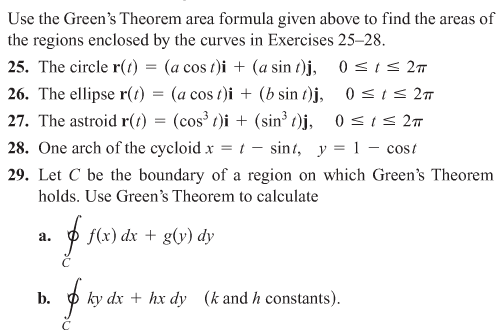 Use the Green's Theorem area formula given above to find the areas of
the regions enclosed by the curves in Exercises 25–28.
25. The circle r(t) = (a cos t)i + (a sin t)j, 0 ≤ t ≤ 2π
26. The ellipse r(t) = (a cos t)i + (b sin t)j, 0 ≤ t ≤ 2π
27. The astroid r(t) = (cos³ t)i + (sin³ t)j, 0 ≤ t ≤ 2π
28. One arch of the cycloid x = t − sin t, y = 1 − cos t
29. Let C be the boundary of a region on which Green's Theorem
holds. Use Green's Theorem to calculate
a. ∮_C f(x) dx + g(y) dy
b. ∮_C ky dx + hx dy (k and h constants).